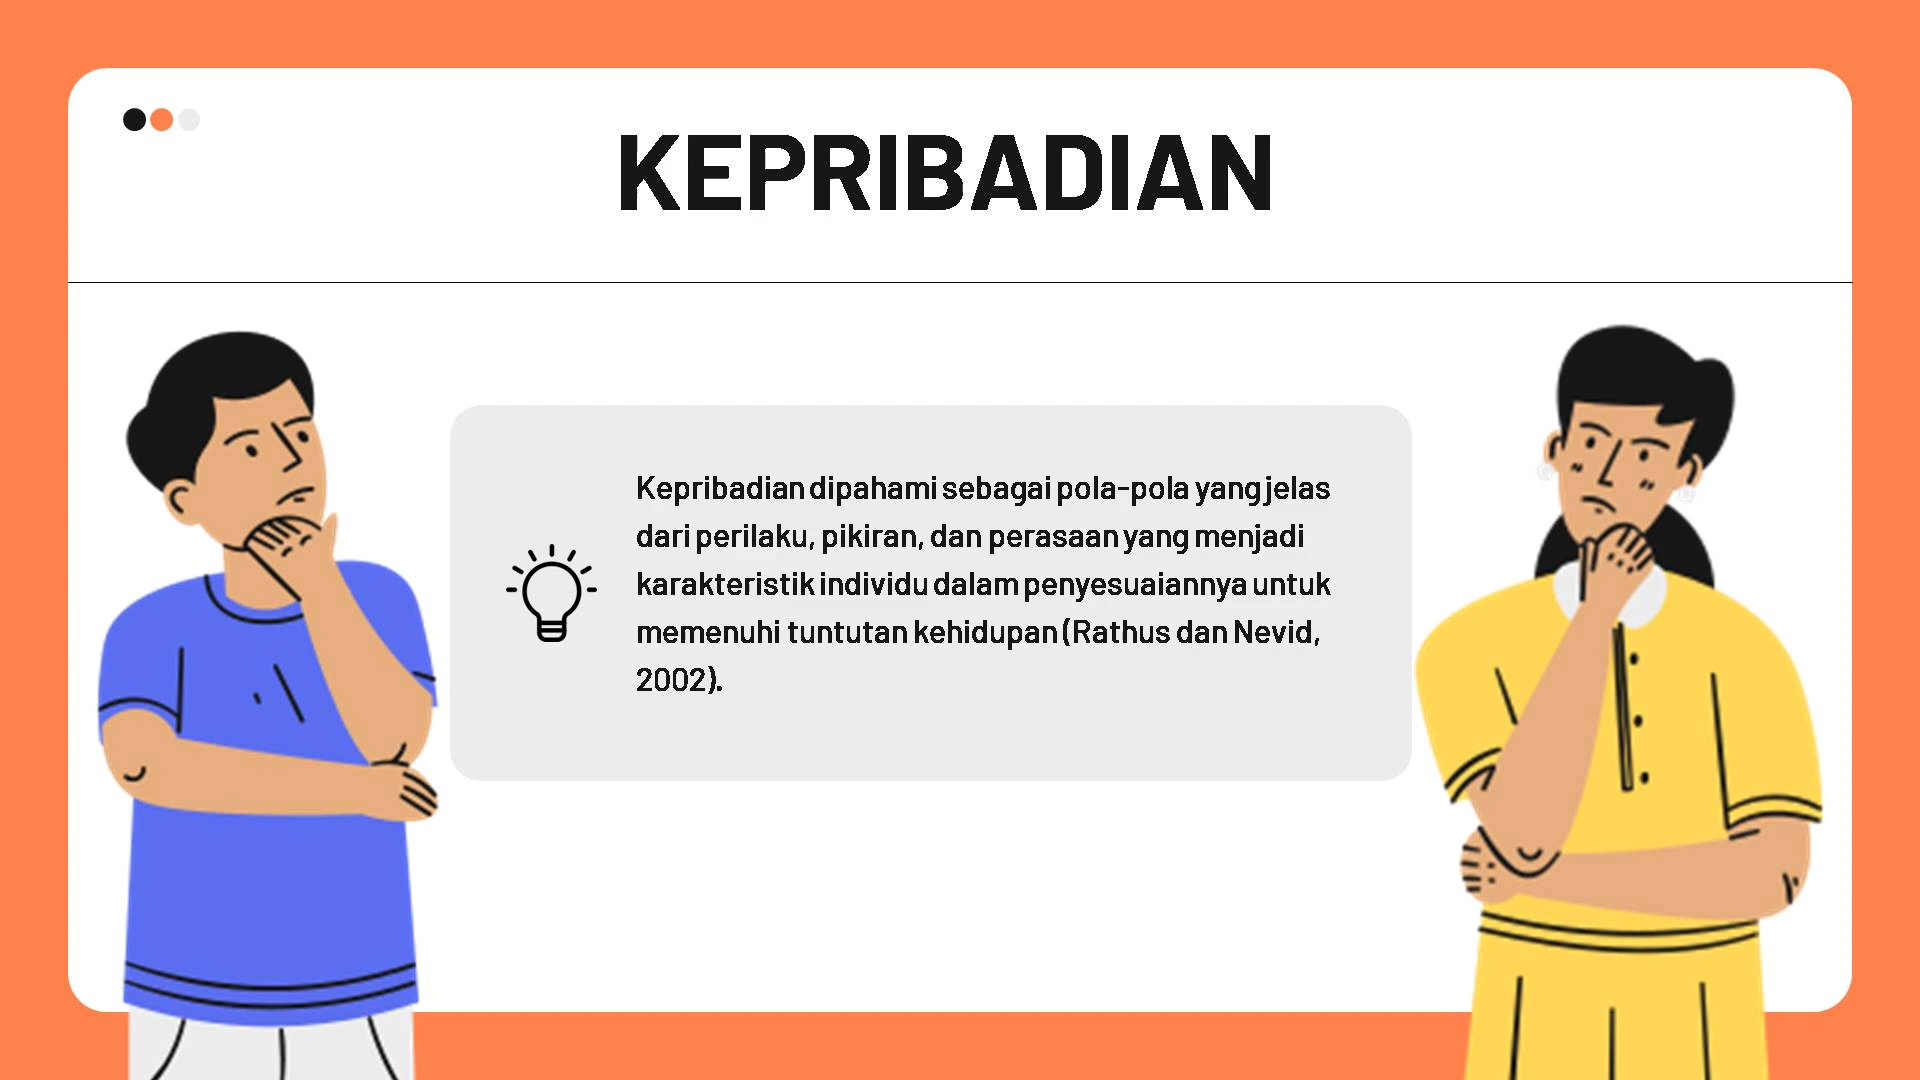 KEPRIBADIAN
Kepribadian dipahami sebagai pola-pola yang jelas
dari perilaku, pikiran, dan perasaan yang menjadi
karakteristik individu dalam penyesuaiannya untuk
memenuhi tuntutan kehidupan (Rathus dan Nevid,
2002).